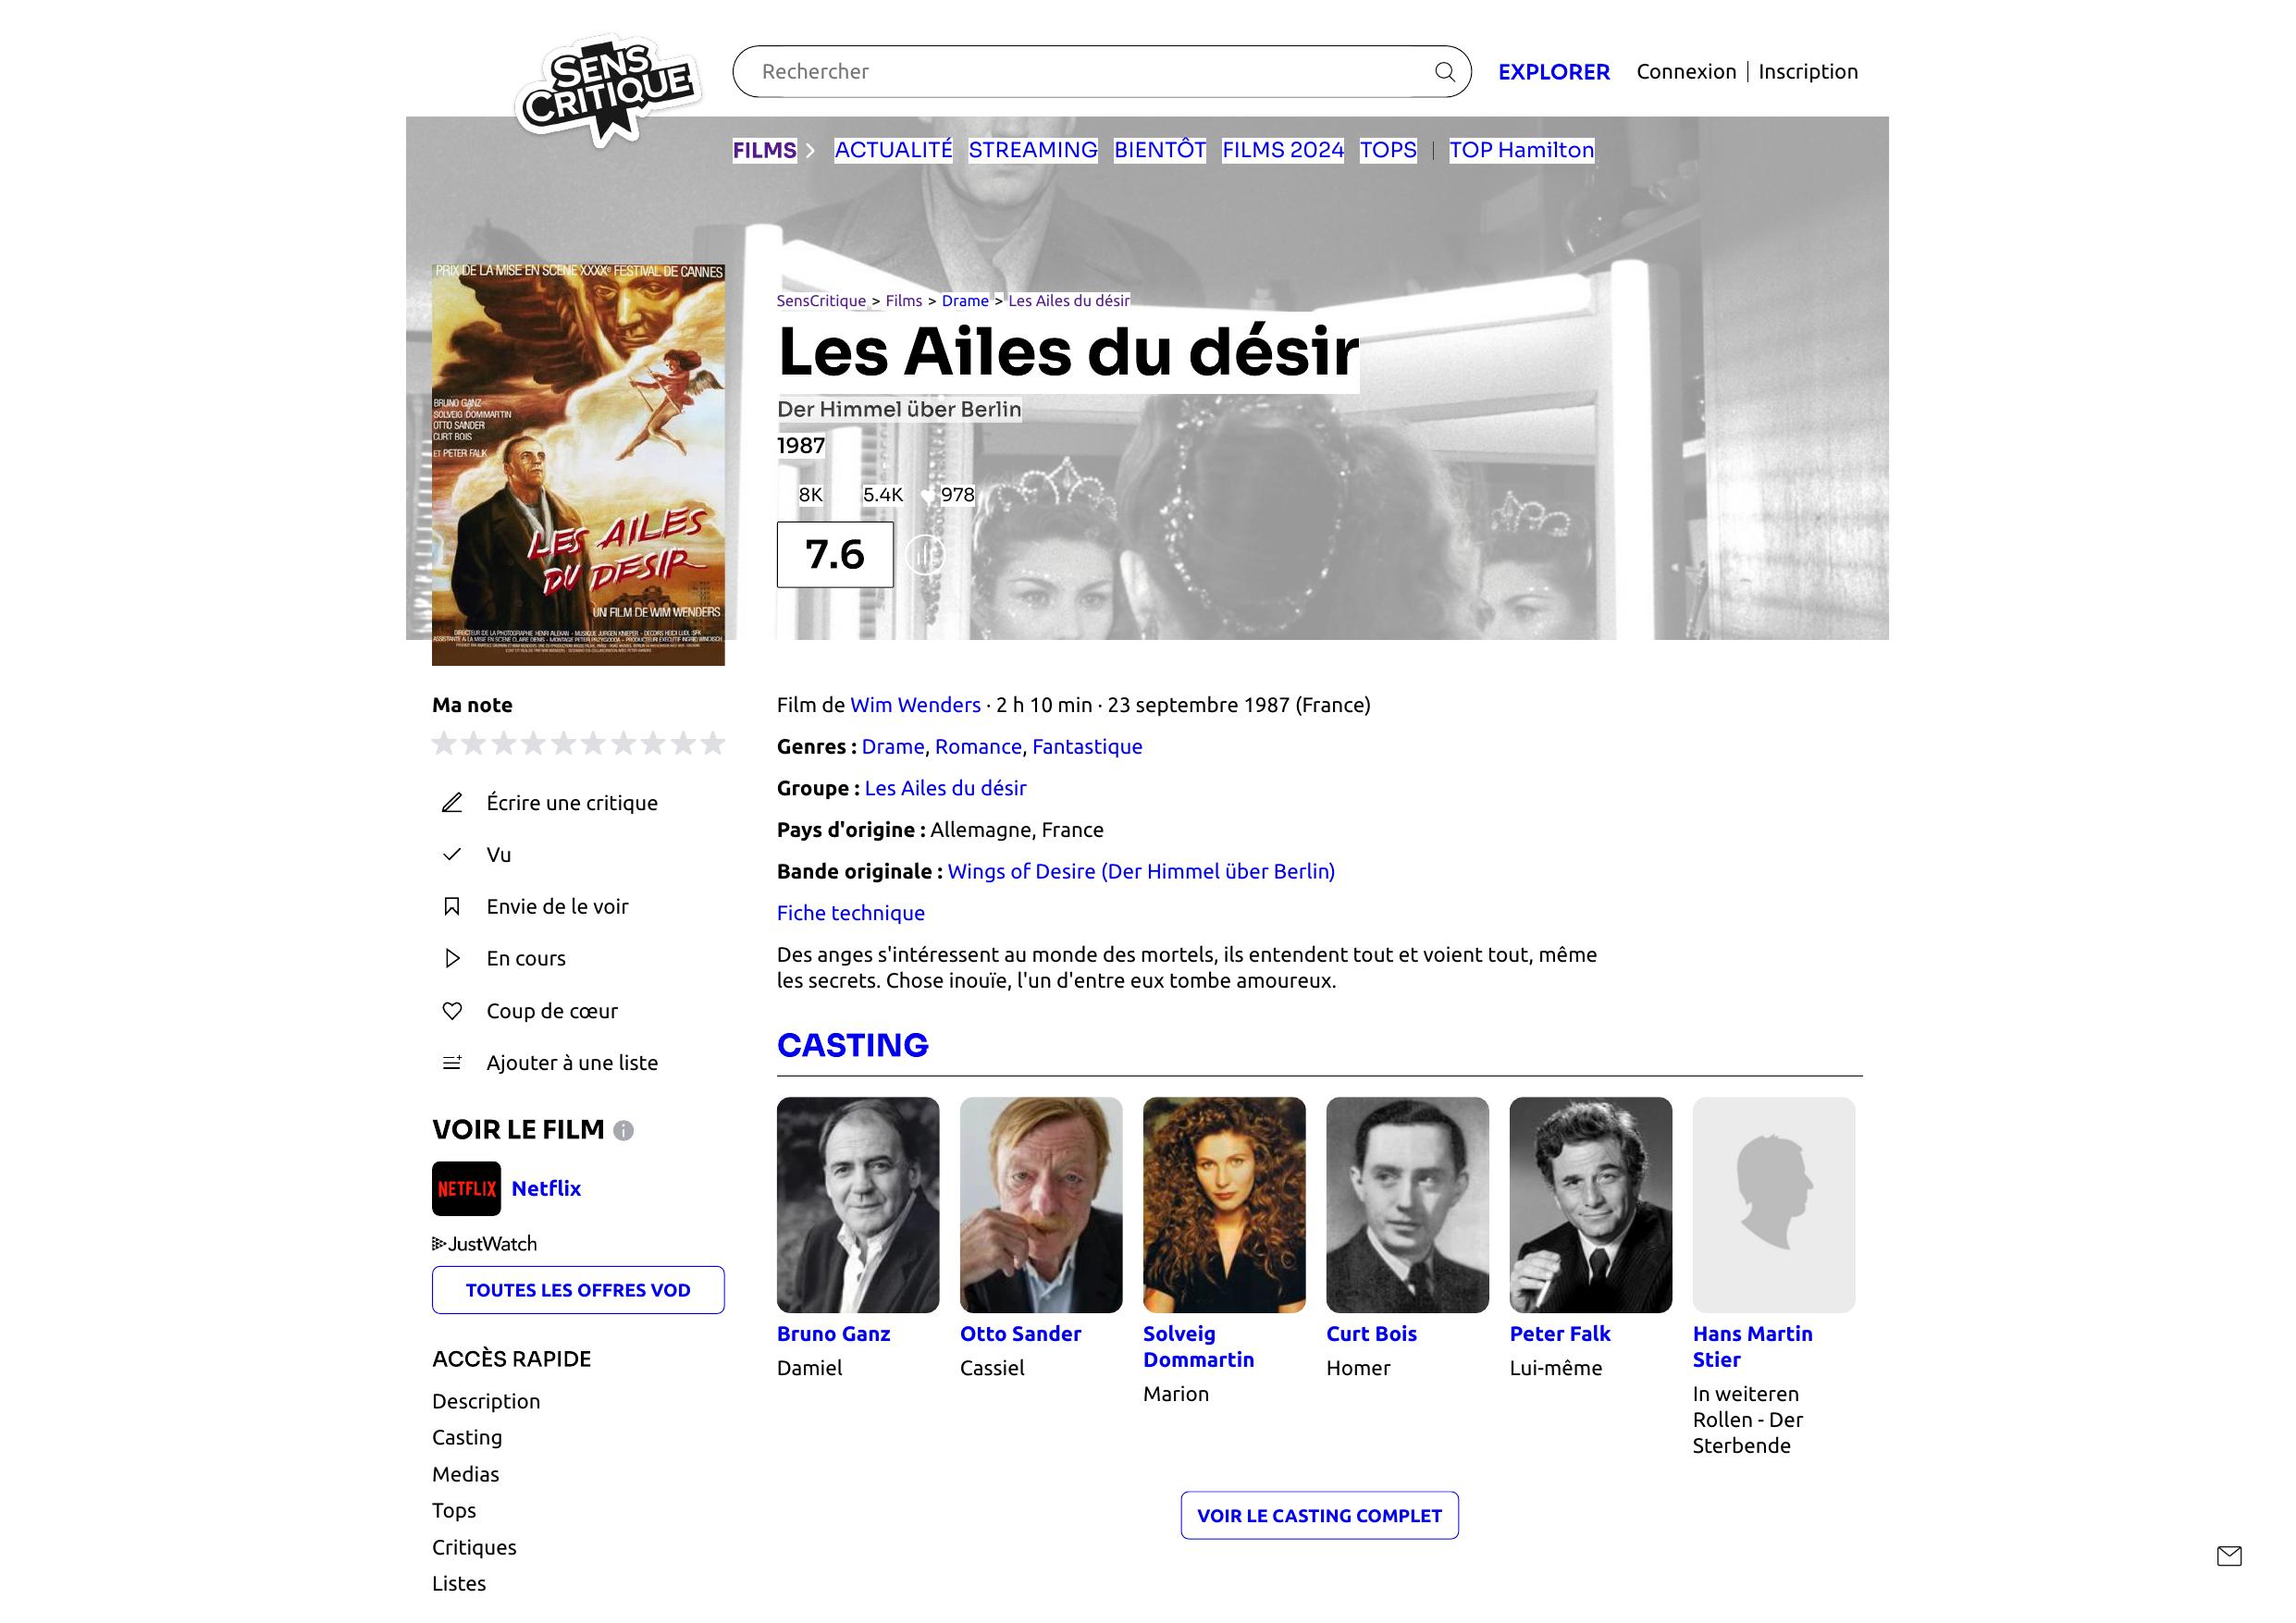 SENS
CRITIQUE
Rechercher
EXPLORER
Connexion | Inscription
FILMS
ACTUALITÉ
STREAMING
BIENTÔT
FILMS 2024
TOPS
TOP Hamilton
PRIX DE LA MISE EN SCENE XXXXe FESTIVAL DE CANNES
BRUNO GANZ
SOLVEIG DOMMARTIN
OTTO SANDER
CURT BOIS
ET PETER FALK
LES AILES
DU DESIR
UN FILM DE WIM WENDERS
SensCritique > Films > Drame > Les Ailes du désir
Les Ailes du désir
Der Himmel über Berlin
1987
8K 5.4K 978
7.6
Ma note
Écrire une critique
Vu
Envie de le voir
En cours
Coup de cœur
Ajouter à une liste
VOIR LE FILM
NETFLIX Netflix
JustWatch
TOUTES LES OFFRES VOD
ACCÈS RAPIDE
Description
Casting
Medias
Tops
Critiques
Listes
Film de Wim Wenders · 2 h 10 min · 23 septembre 1987 (France)
Genres : Drame, Romance, Fantastique
Groupe : Les Ailes du désir
Pays d'origine : Allemagne, France
Bande originale : Wings of Desire (Der Himmel über Berlin)
Fiche technique
Des anges s'intéressent au monde des mortels, ils entendent tout et voient tout, même
les secrets. Chose inouïe, l'un d'entre eux tombe amoureux.
CASTING
Bruno Ganz
Damiel
Otto Sander
Cassiel
Solveig
Dommartin
Marion
Curt Bois
Homer
Peter Falk
Lui-même
Hans Martin
Stier
In weiteren
Rollen - Der
Sterbende
VOIR LE CASTING COMPLET